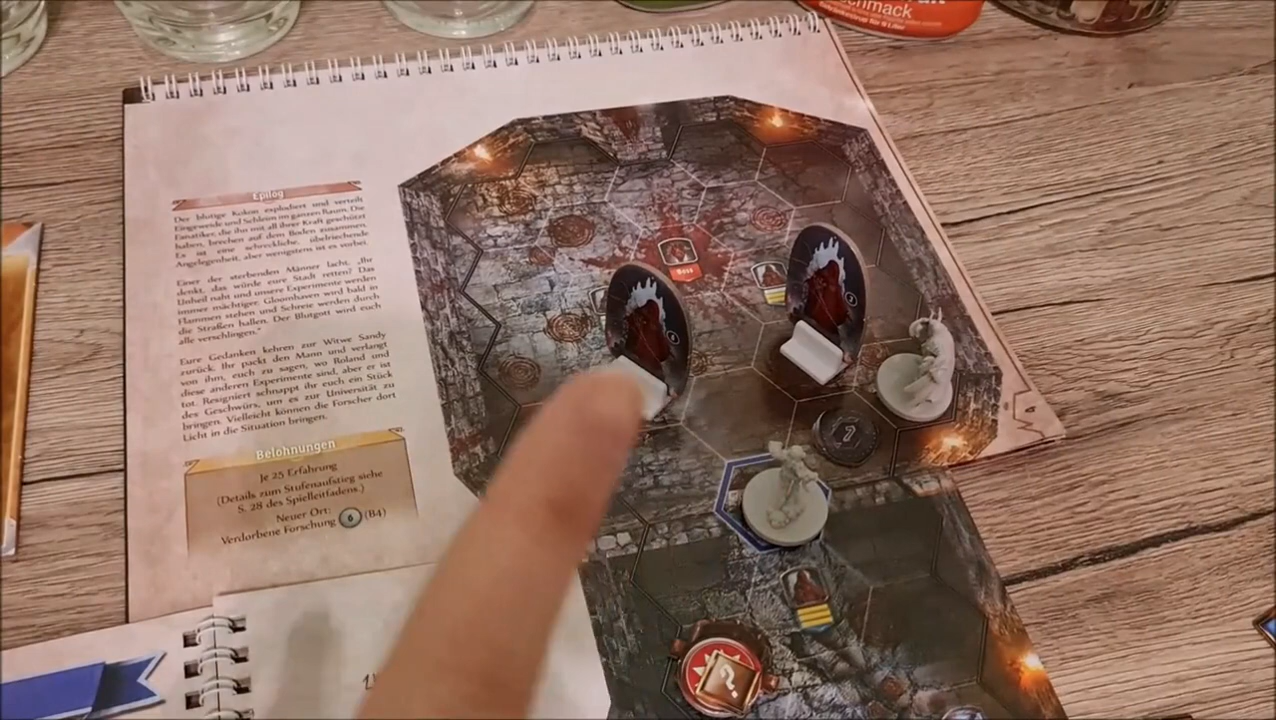 schmack
Epilog
Der blutige Kokon explodiert und verteilt
Eingeweide und Schleim im ganzen Raum. Die
Fanatiker, die ihn mit all ihrer Kraft geschützt
haben, brechen auf dem Boden zusammen.
Es ist eine schreckliche, übelriechende
Angelegenheit, aber wenigstens ist es vorbei.
Einer der sterbenden Männer lacht. „Ihr
denkt, das würde eure Stadt retten? Das
Unheil naht und unsere Experimente werden
immer mächtiger. Gloomhaven wird bald in
Flammen stehen und Schreie werden durch
die Straßen hallen. Der Blutgott wird euch
alle verschlingen.“
Eure Gedanken kehren zur Witwe Sandy
zurück. Ihr packt den Mann und verlangt
von ihm, euch zu sagen, wo Roland und
diese anderen Experimente sind, aber er ist
tot. Resigniert schnappt ihr euch ein Stück
des Geschwürs, um es zur Universität zu
bringen. Vielleicht können die Forscher dort
Licht in die Situation bringen.
Belohnungen
Je 25 Erfahrung
(Details zum Stufenaufstieg siehe
S. 28 des Spielleitfadens.)
Neuer Ort:
Verdorbene Forschung 6 (B4)
Boss
1
?